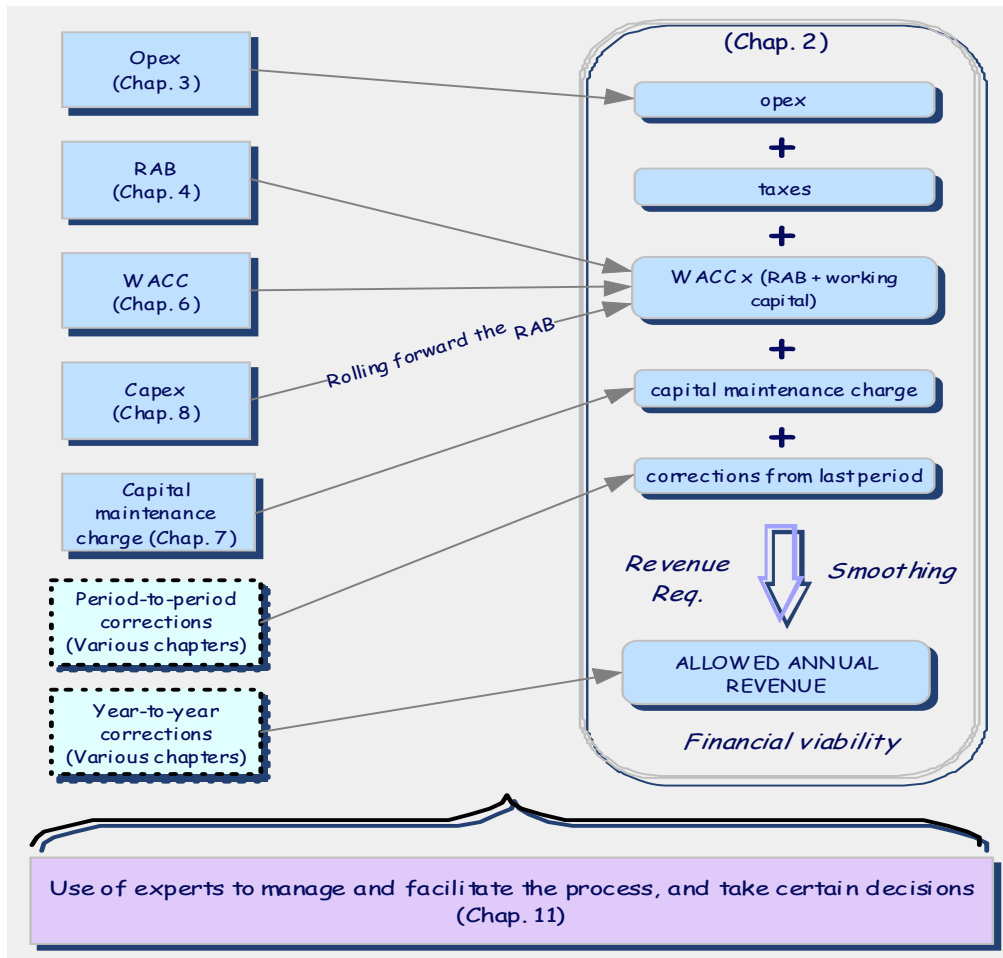 Opex
(Chap. 3)
RAB
(Chap. 4)
WACC
(Chap. 6)
Capex
(Chap. 8)
Capital
maintenance
charge (Chap. 7)
Period-to-period
corrections
(Various chapters)
Year-to-year
corrections
(Various chapters)
Rolling forward the RAB
(Chap. 2)
opex
+
taxes
+
WACC x (RAB + working
capital)
+
capital maintenance charge
+
corrections from last period
Revenue
Req.
Smoothing
ALLOWED ANNUAL
REVENUE
Financial viability
Use of experts to manage and facilitate the process, and take certain decisions
(Chap. 11)